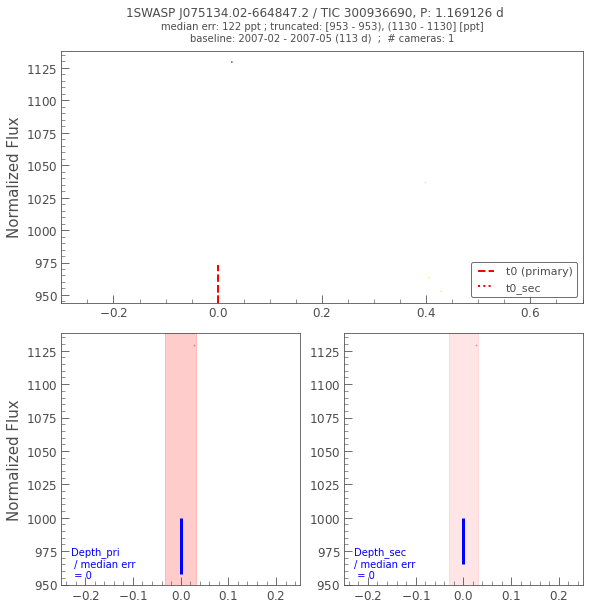 1SWASP J075134.02-664847.2 / TIC 300936690, P: 1.169126 d
median err: 122 ppt ; truncated: [953 - 953), (1130 - 1130] [ppt]
baseline: 2007-02 - 2007-05 (113 d)  ;  # cameras: 1
Normalized Flux
1125
1100
1075
1050
1025
1000
975
950
t0 (primary)
t0_sec
−0.2 0.0 0.2 0.4 0.6
Normalized Flux
1125
1100
1075
1050
1025
1000
975
950
Depth_pri
/ median err
= 0
−0.2 −0.1 0.0 0.1 0.2
1125
1100
1075
1050
1025
1000
975
950
Depth_sec
/ median err
= 0
−0.2 −0.1 0.0 0.1 0.2